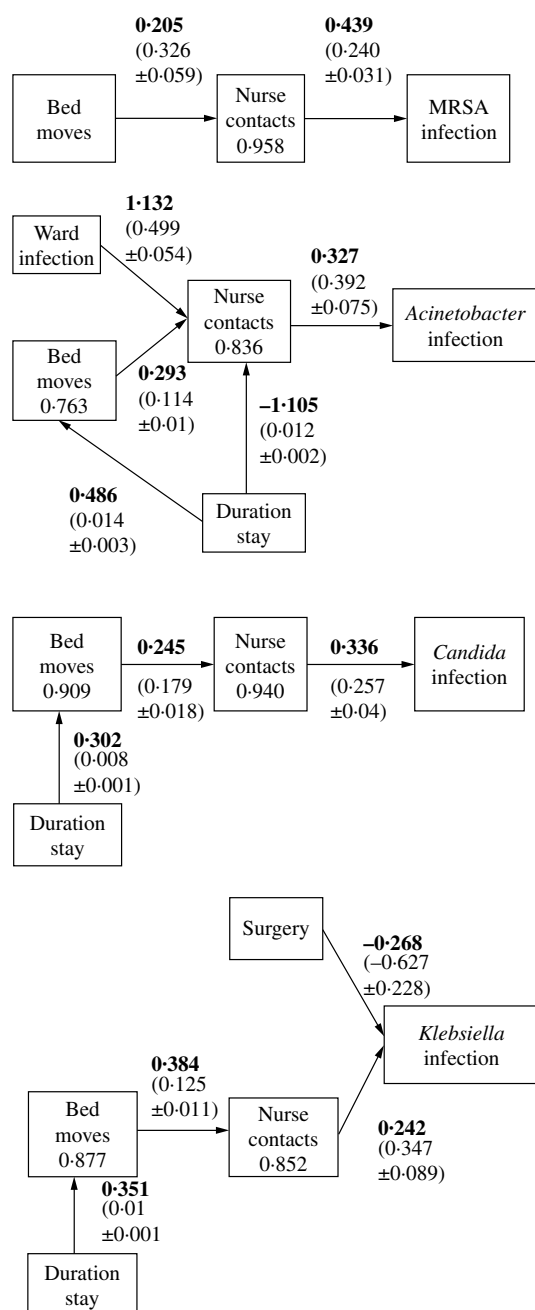 0·205
(0·326
±0·059)
0·439
(0·240
±0·031)
Bed
moves
Nurse
contacts
0·958
MRSA
infection
1·132
(0·499
±0·054)
Ward
infection
0·327
(0·392
±0·075)
Nurse
contacts
0·836
Acinetobacter
infection
Bed
moves
0·763
0·293
(0·114
±0·01)
–1·105
(0·012
±0·002)
0·486
(0·014
±0·003)
Duration
stay
Bed
moves
0·909
0·245
(0·179
±0·018)
Nurse
contacts
0·940
0·336
(0·257
±0·04)
Candida
infection
0·302
(0·008
±0·001)
Duration
stay
Surgery
–0·268
(–0·627
±0·228)
Klebsiella
infection
0·384
(0·125
±0·011)
Bed
moves
0·877
Nurse
contacts
0·852
0·242
(0·347
±0·089)
0·351
(0·01
±0·001
Duration
stay